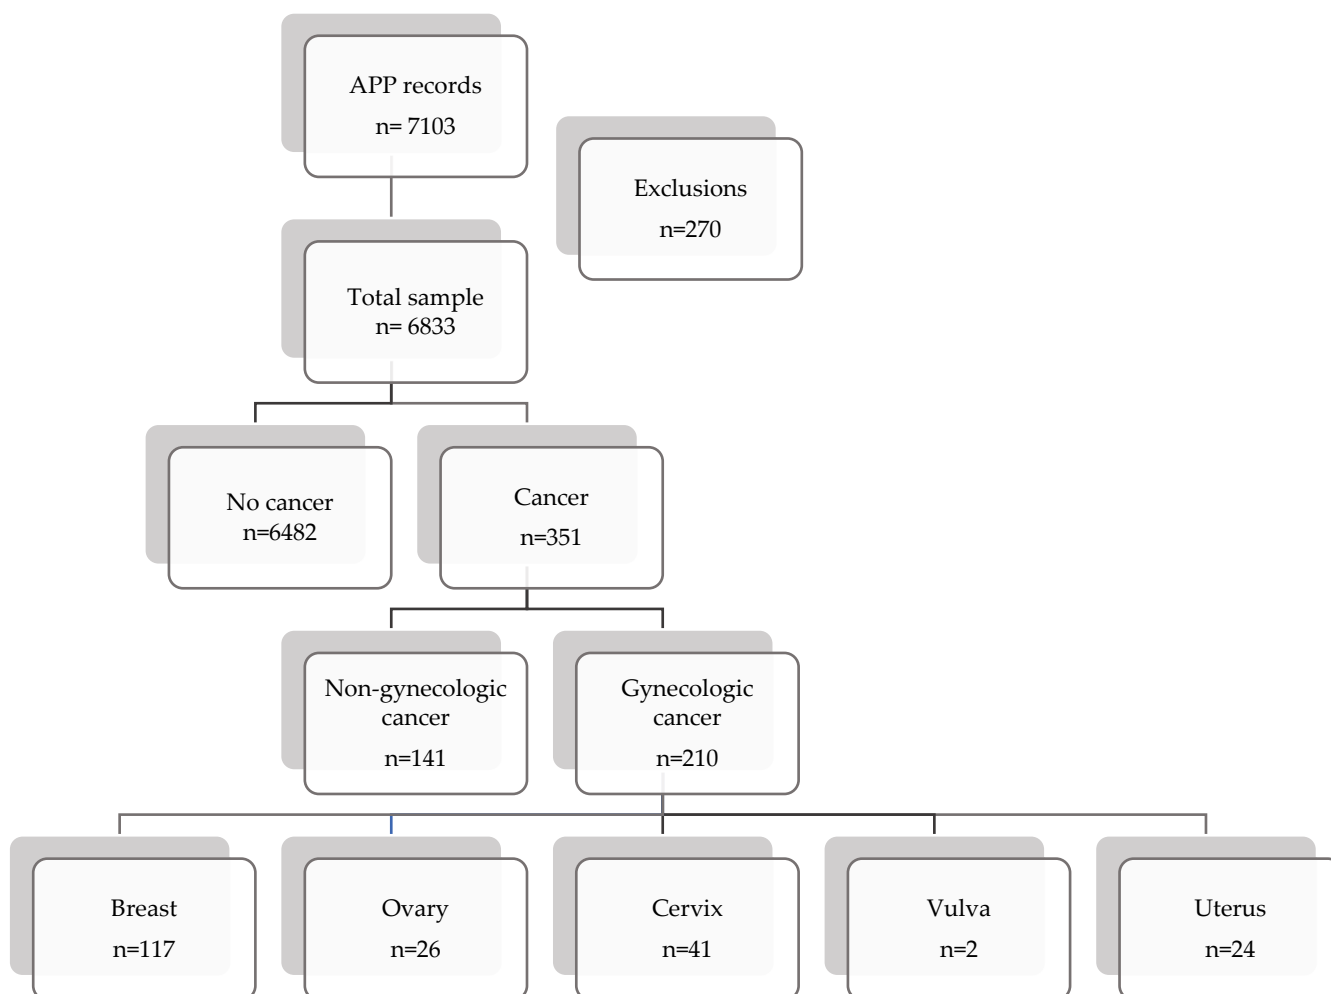 APP records
n= 7103
Exclusions
n=270
Total sample
n= 6833
No cancer
n=6482
Cancer
n=351
Non-gynecologic
cancer
n=141
Gynecologic
cancer
n=210
Breast
n=117
Ovary
n=26
Cervix
n=41
Vulva
n=2
Uterus
n=24